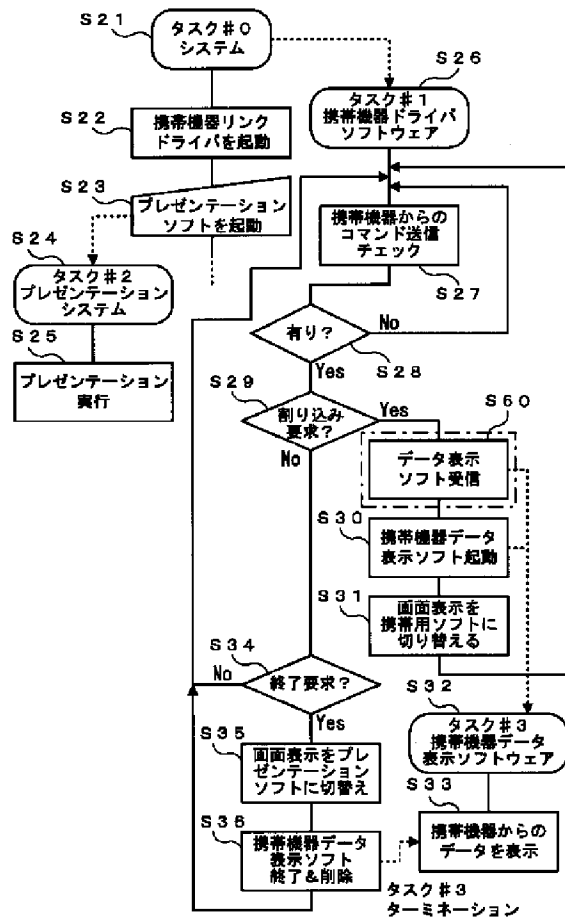 S21
タスク#0
システム
S22
携帯機器リンク
ドライバを起動
S23
プレゼンテーション
ソフトを起動
S24
タスク#2
プレゼンテーション
システム
S25
プレゼンテーション
実行
S26
タスク#1
携帯機器ドライバ
ソフトウェア
携帯機器からの
コマンド送信
チェック
S27
有り?
No
S28
Yes
S29
割り込み
要求?
Yes
No
S60
データ表示
ソフト受信
S30
携帯機器データ
表示ソフト起動
S31
画面表示を
携帯用ソフトに
切り替える
S34
終了要求?
No
Yes
S35
画面表示をプレ
ゼンテーション
ソフトに切替え
S36
携帯機器データ
表示ソフト
終了&削除
S32
タスク#3
携帯機器データ
表示ソフトウェア
S33
携帯機器からの
データを表示
タスク#3
ターミネーション